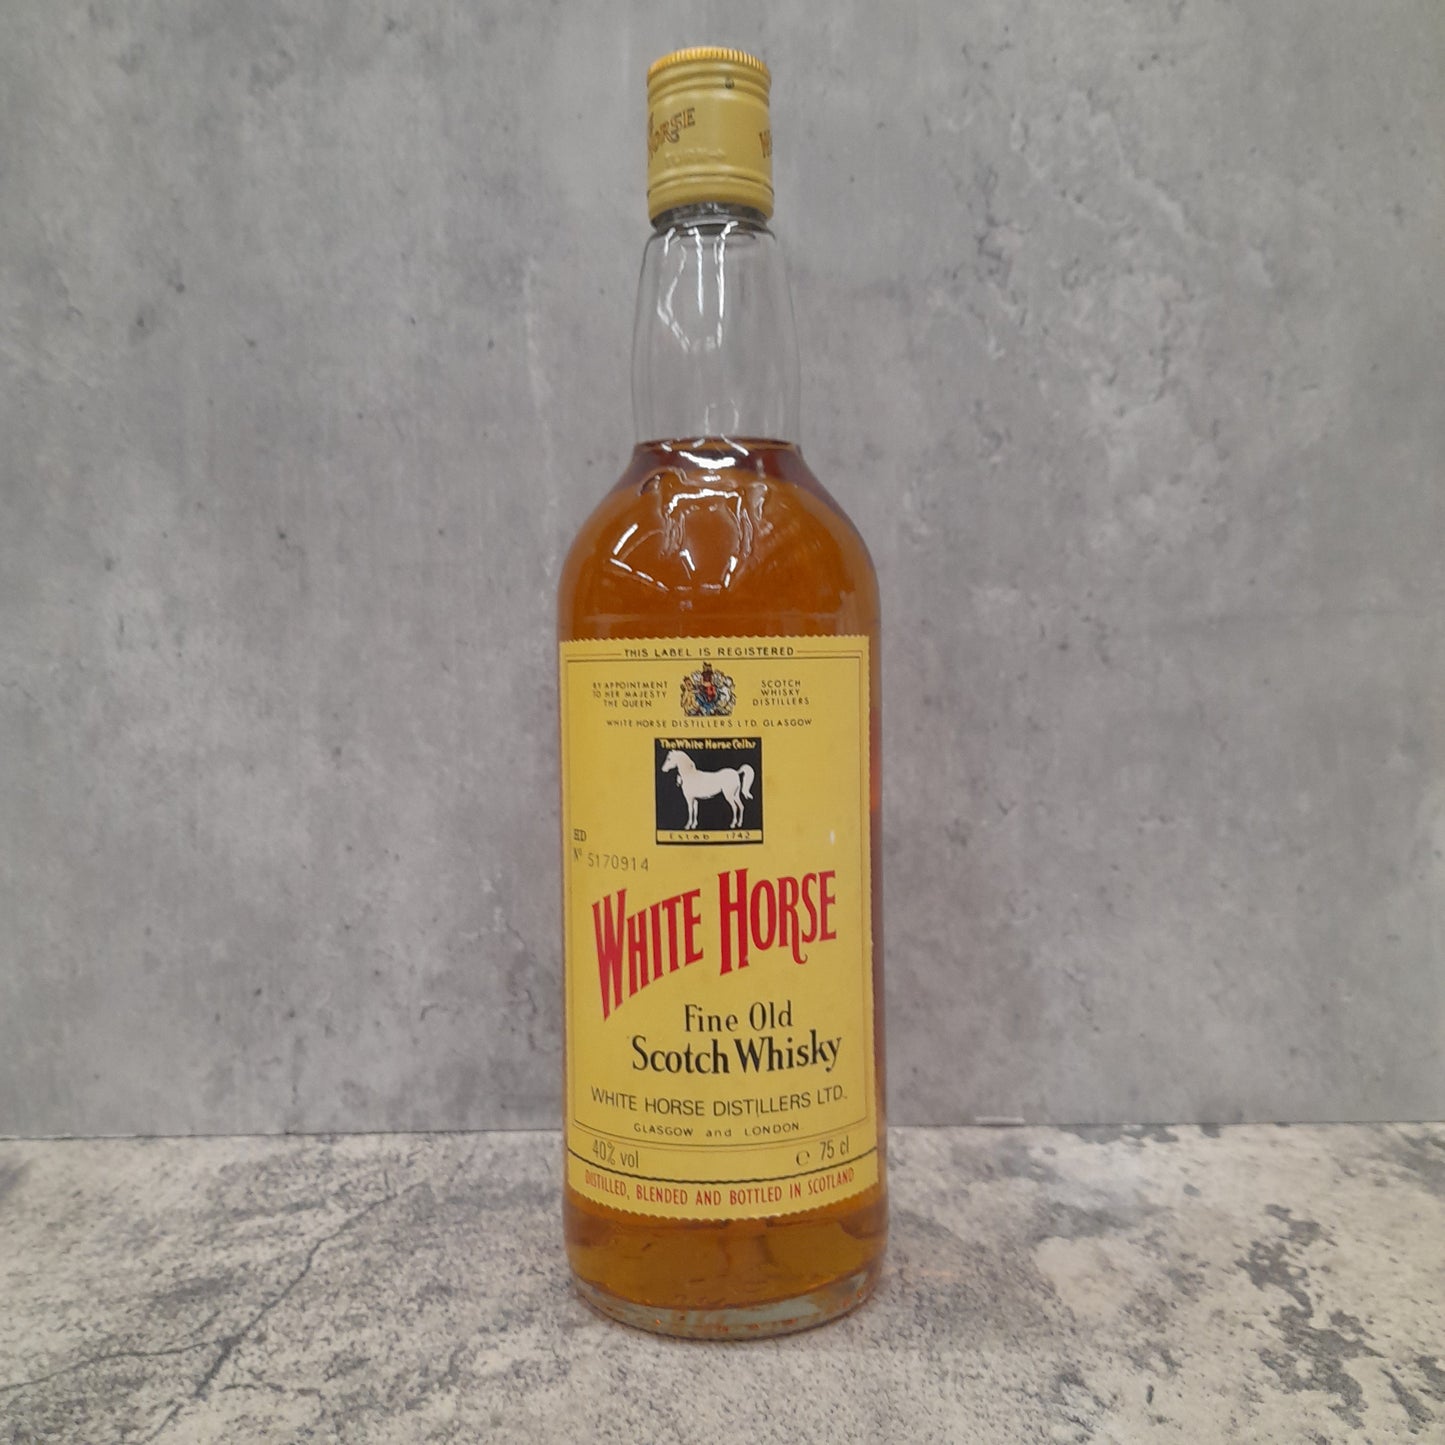 HORSE
THIS LABEL IS REGISTERED
BY APPOINTMENT
TO HER MAJESTY
THE QUEEN
SCOTCH
WHISKY
DISTILLERS
WHITE HORSE DISTILLERS LTD. GLASGOW
The White Horse Cellar
Estab 1742
HD
Nº 5170914
WHITE HORSE
Fine Old
Scotch Whisky
WHITE HORSE DISTILLERS LTD.
GLASGOW and LONDON.
40% vol
e 75 cl
DISTILLED, BLENDED AND BOTTLED IN SCOTLAND